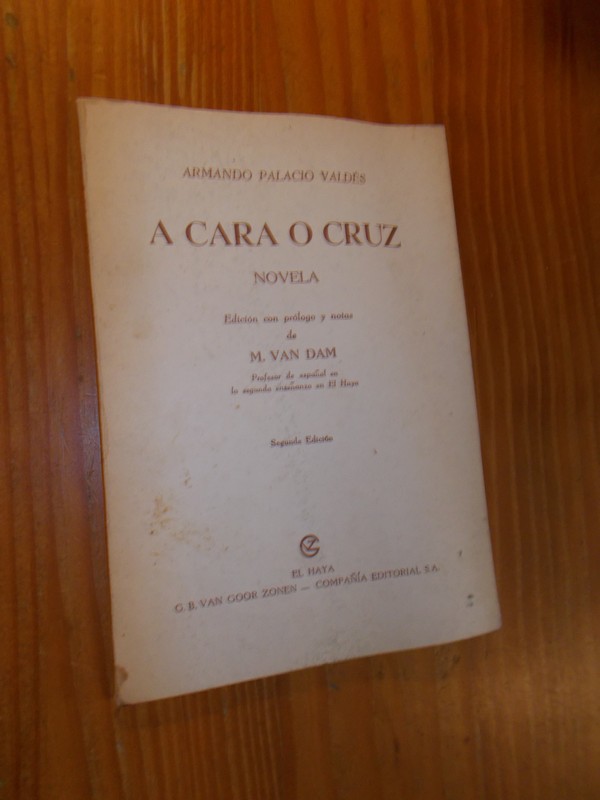 ARMANDO PALACIO VALDÉS
A CARA O CRUZ
NOVELA
Edición con prólogo y notas
de
M. VAN DAM
Profesor de español en
la segunda enseñanza en El Haya
Segunda Edición
EL HAYA
G. B. VAN GOOR ZONEN — COMPAÑÍA EDITORIAL S.A.